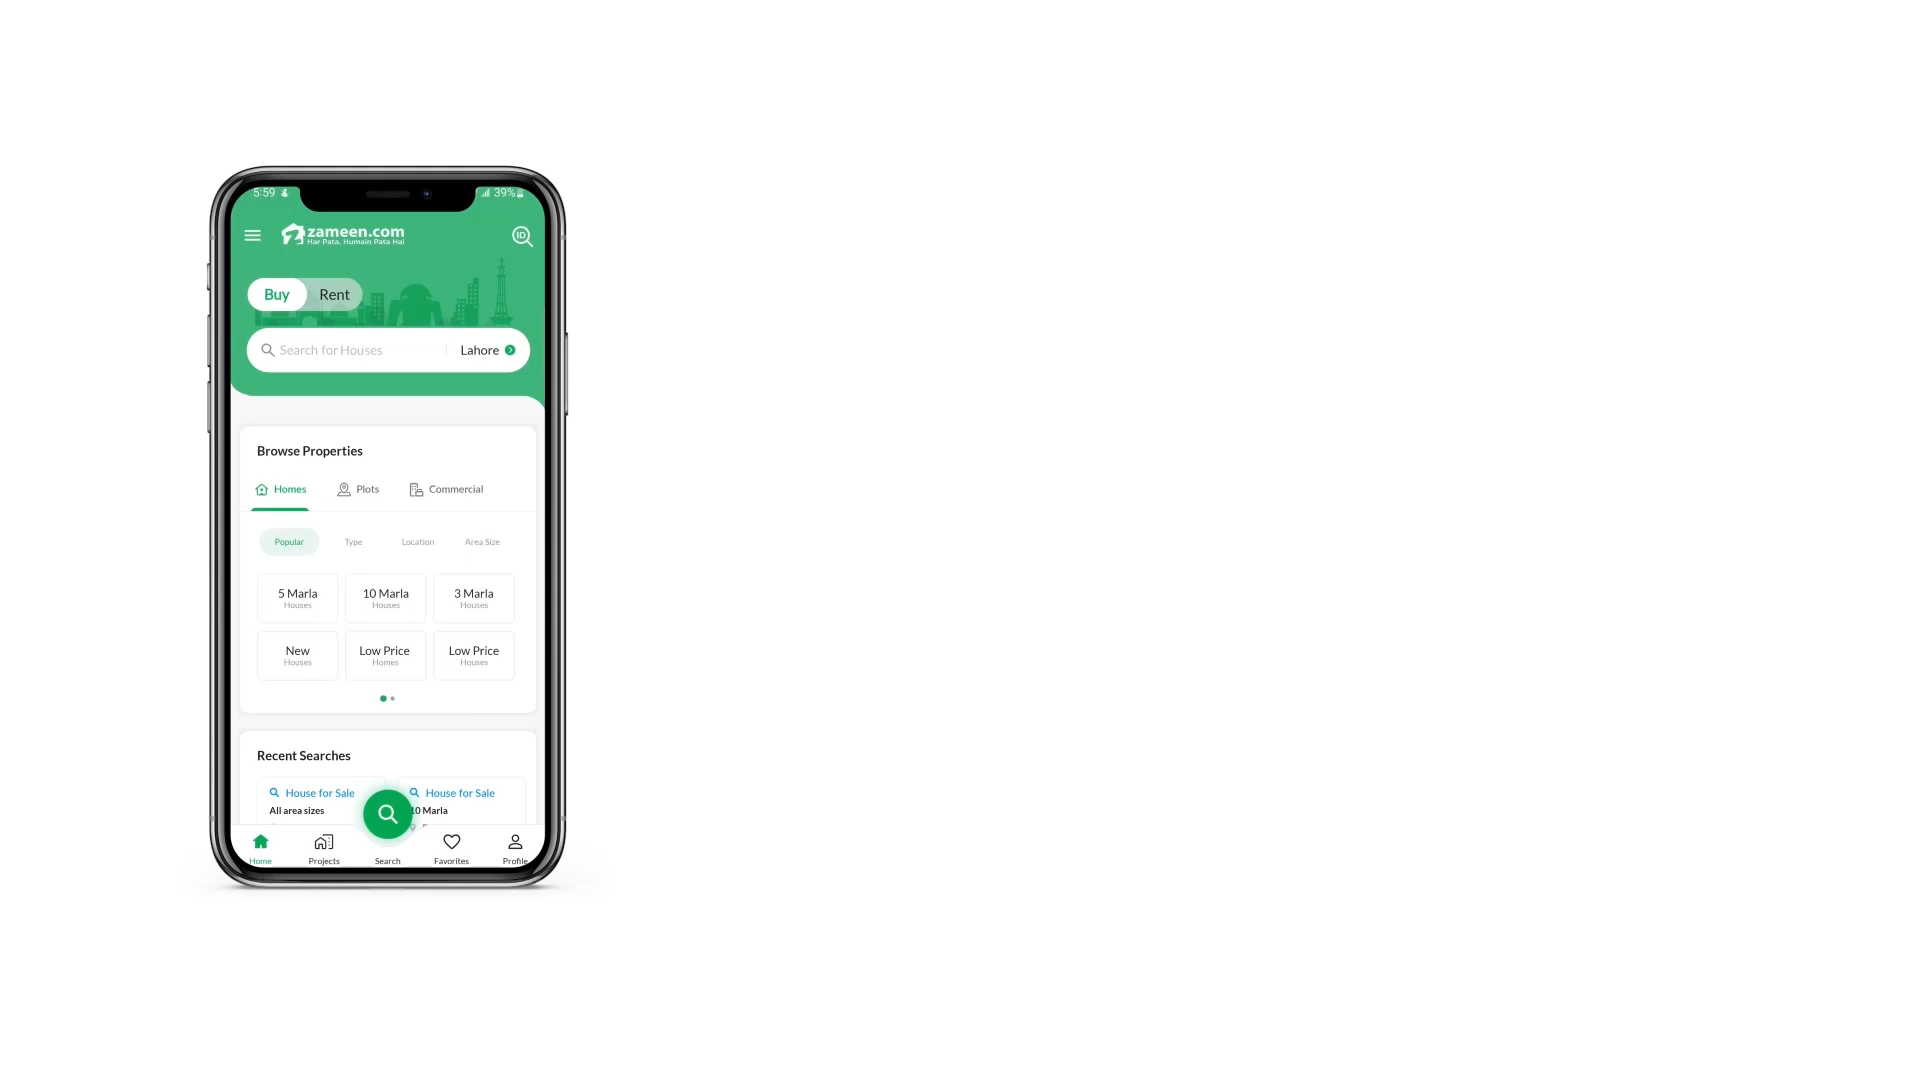 5:59
39%
zameen.com
Har Pata, Humain Pata Hai
ID
Buy Rent
Search for Houses Lahore
Browse Properties
Homes Plots Commercial
Popular Type Location Area Size
5 Marla 10 Marla 3 Marla
Houses Houses Houses
New Low Price Low Price
Houses Homes Houses
Recent Searches
House for Sale House for Sale
All area sizes 10 Marla
Home Projects Search Favorites Profile